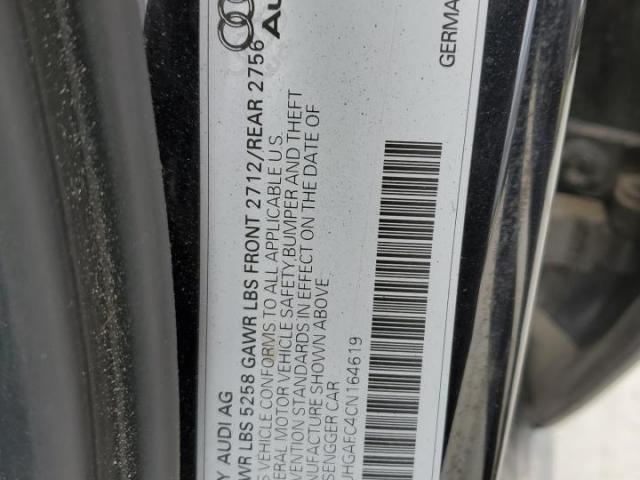 Y AUDI AG
WR LBS 5258 GAWR LBS FRONT 2712/REAR 2756
S VEHICLE CONFORMS TO ALL APPLICABLE U.S.
ERAL MOTOR VEHICLE SAFETY, BUMPER AND THEFT
VENTION STANDARDS IN EFFECT ON THE DATE OF
NUFACTURE SHOWN ABOVE
SENGGER CAR
UHGAFC4CN164619
Au
GERMA